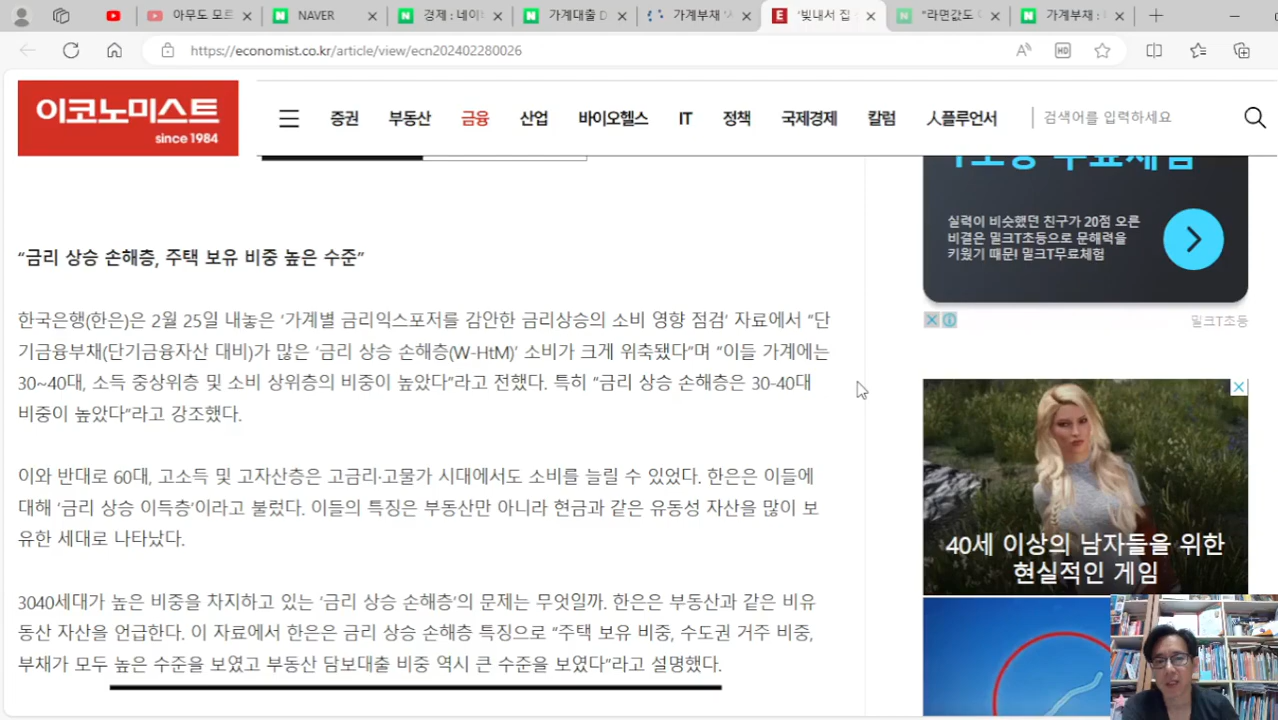 아무도 모르
NAVER
경제 : 네이
가계대출 D
가계부채 '
'빚내서 집
"라면값도
가계부채 :
https://economist.co.kr/article/view/ecn202402280026
이코노미스트
since 1984
증권 부동산 금융 산업 바이오헬스 IT 정책 국제경제 칼럼 人플루언서
검색어를 입력하세요
"금리 상승 손해층, 주택 보유 비중 높은 수준"
한국은행(한은)은 2월 25일 내놓은 '가계별 금리익스포저를 감안한 금리상승의 소비 영향 점검' 자료에서 "단
기금융부채(단기금융자산 대비)가 많은 '금리 상승 손해층(W-HtM)' 소비가 크게 위축됐다"며 "이들 가계에는
30~40대, 소득 중상위층 및 소비 상위층의 비중이 높았다"라고 전했다. 특히 "금리 상승 손해층은 30-40대
비중이 높았다"라고 강조했다.
이와 반대로 60대, 고소득 및 고자산층은 고금리·고물가 시대에서도 소비를 늘릴 수 있었다. 한은은 이들에
대해 '금리 상승 이득층'이라고 불렀다. 이들의 특징은 부동산만 아니라 현금과 같은 유동성 자산을 많이 보
유한 세대로 나타났다.
3040세대가 높은 비중을 차지하고 있는 '금리 상승 손해층'의 문제는 무엇일까. 한은은 부동산과 같은 비유
동산 자산을 언급한다. 이 자료에서 한은은 금리 상승 손해층 특징으로 "주택 보유 비중, 수도권 거주 비중,
부채가 모두 높은 수준을 보였고 부동산 담보대출 비중 역시 큰 수준을 보였다"라고 설명했다.
T초등 무료체험
실력이 비슷했던 친구가 20점 오른
비결은 밀크T초등으로 문해력을
키웠기 때문! 밀크T무료체험
밀크T초등
40세 이상의 남자들을 위한
현실적인 게임